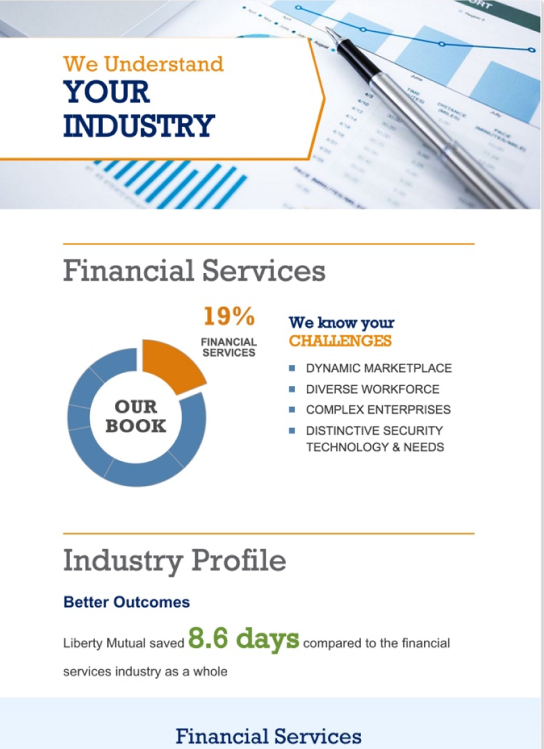 We Understand
YOUR
INDUSTRY
Financial Services
19%
FINANCIAL
SERVICES
OUR
BOOK
We know your
CHALLENGES
DYNAMIC MARKETPLACE
DIVERSE WORKFORCE
COMPLEX ENTERPRISES
DISTINCTIVE SECURITY
TECHNOLOGY & NEEDS
Industry Profile
Better Outcomes
Liberty Mutual saved 8.6 days compared to the financial
services industry as a whole
Financial Services